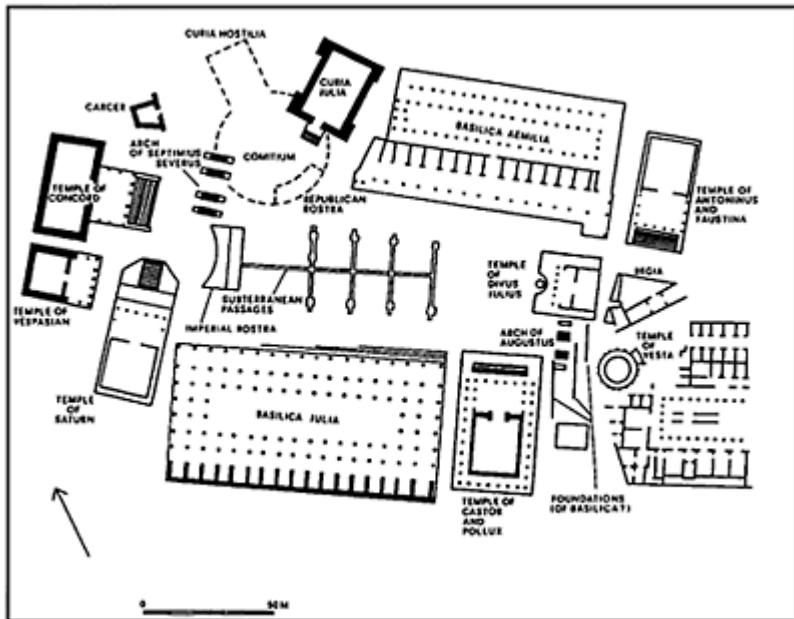 CURIA HOSTILIA
CURIA
JULIA
CARCER
ARCH
OF SEPTIMIUS
SEVERUS
COMITIUM
BASILICA AEMILIA
TEMPLE OF
CONCORD
REPUBLICAN
ROSTRA
TEMPLE OF
ANTONINUS
AND
FAUSTINA
TEMPLE
OF
DIVUS
JULIUS
REGIA
SUBTERRANEAN
PASSAGES
IMPERIAL ROSTRA
TEMPLE OF
VESPASIAN
ARCH OF
AUGUSTUS
TEMPLE
OF
VESTA
TEMPLE
OF
SATURN
BASILICA JULIA
TEMPLE OF
CASTOR
AND
POLLUX
FOUNDATIONS
(OF BASILICA?)
0
90 M